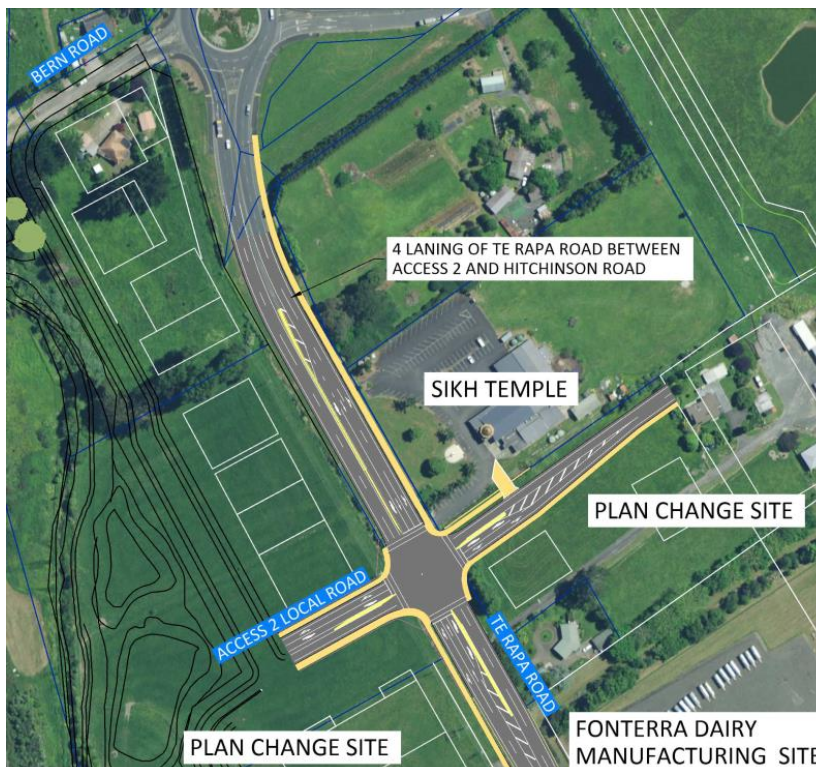 BERN ROAD
4 LANING OF TE RAPA ROAD BETWEEN
ACCESS 2 AND HITCHINSON ROAD
SIKH TEMPLE
PLAN CHANGE SITE
ACCESS 2 LOCAL ROAD
TE RAPA ROAD
PLAN CHANGE SITE
FONTERRA DAIRY
MANUFACTURING SITE